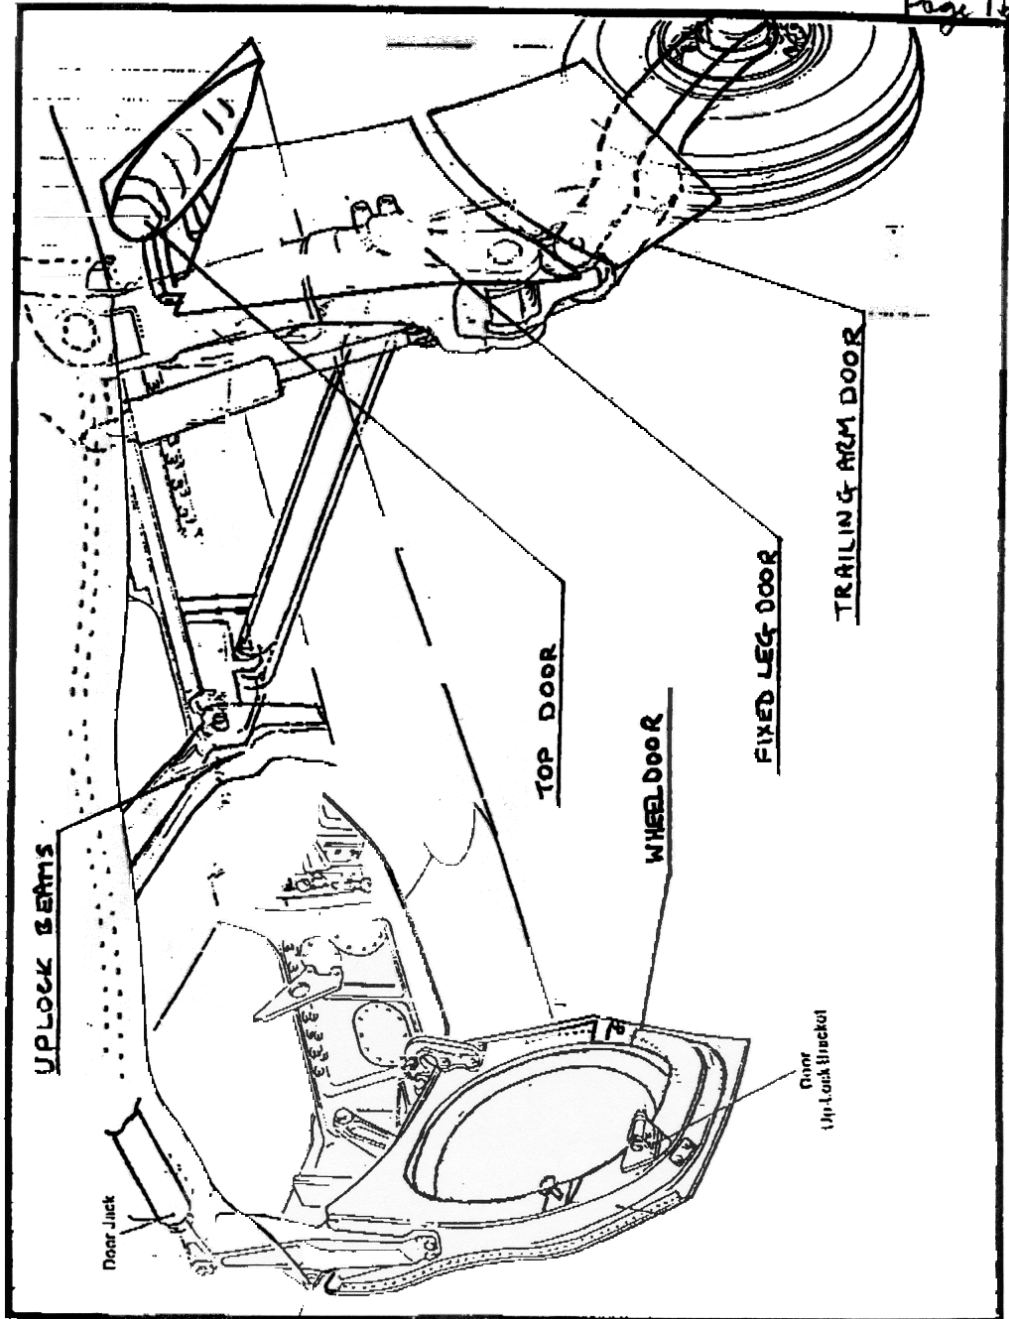 Page
UPLOCK BEAMS
TOP DOOR
FIXED LEG DOOR
TRAILING ARM DOOR
WHEEL DOOR
Door Jack
Door
Up-Lock Bracket